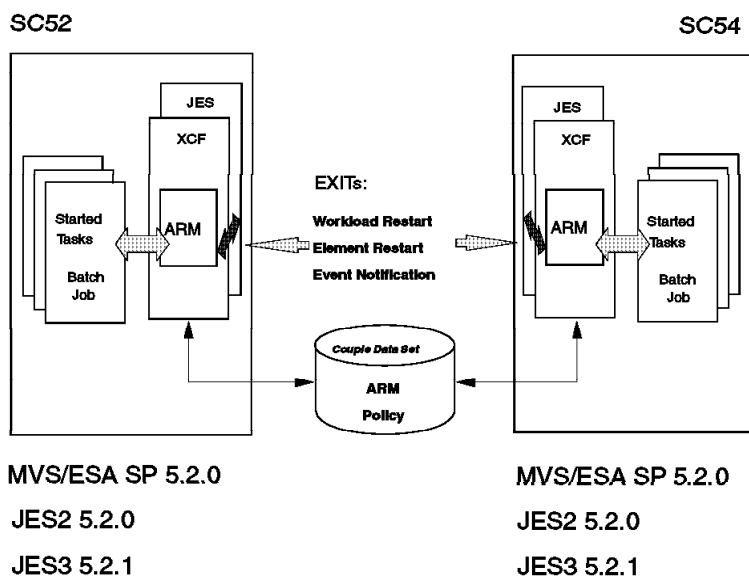 SC52
SC54
JES
XCF
ARM
Started
Tasks
Batch
Job
EXITs:
Workload Restart
Element Restart
Event Notification
JES
XCF
ARM
Started
Tasks
Batch
Job
Couple Data Set
ARM
Policy
MVS/ESA SP 5.2.0
JES2 5.2.0
JES3 5.2.1
MVS/ESA SP 5.2.0
JES2 5.2.0
JES3 5.2.1